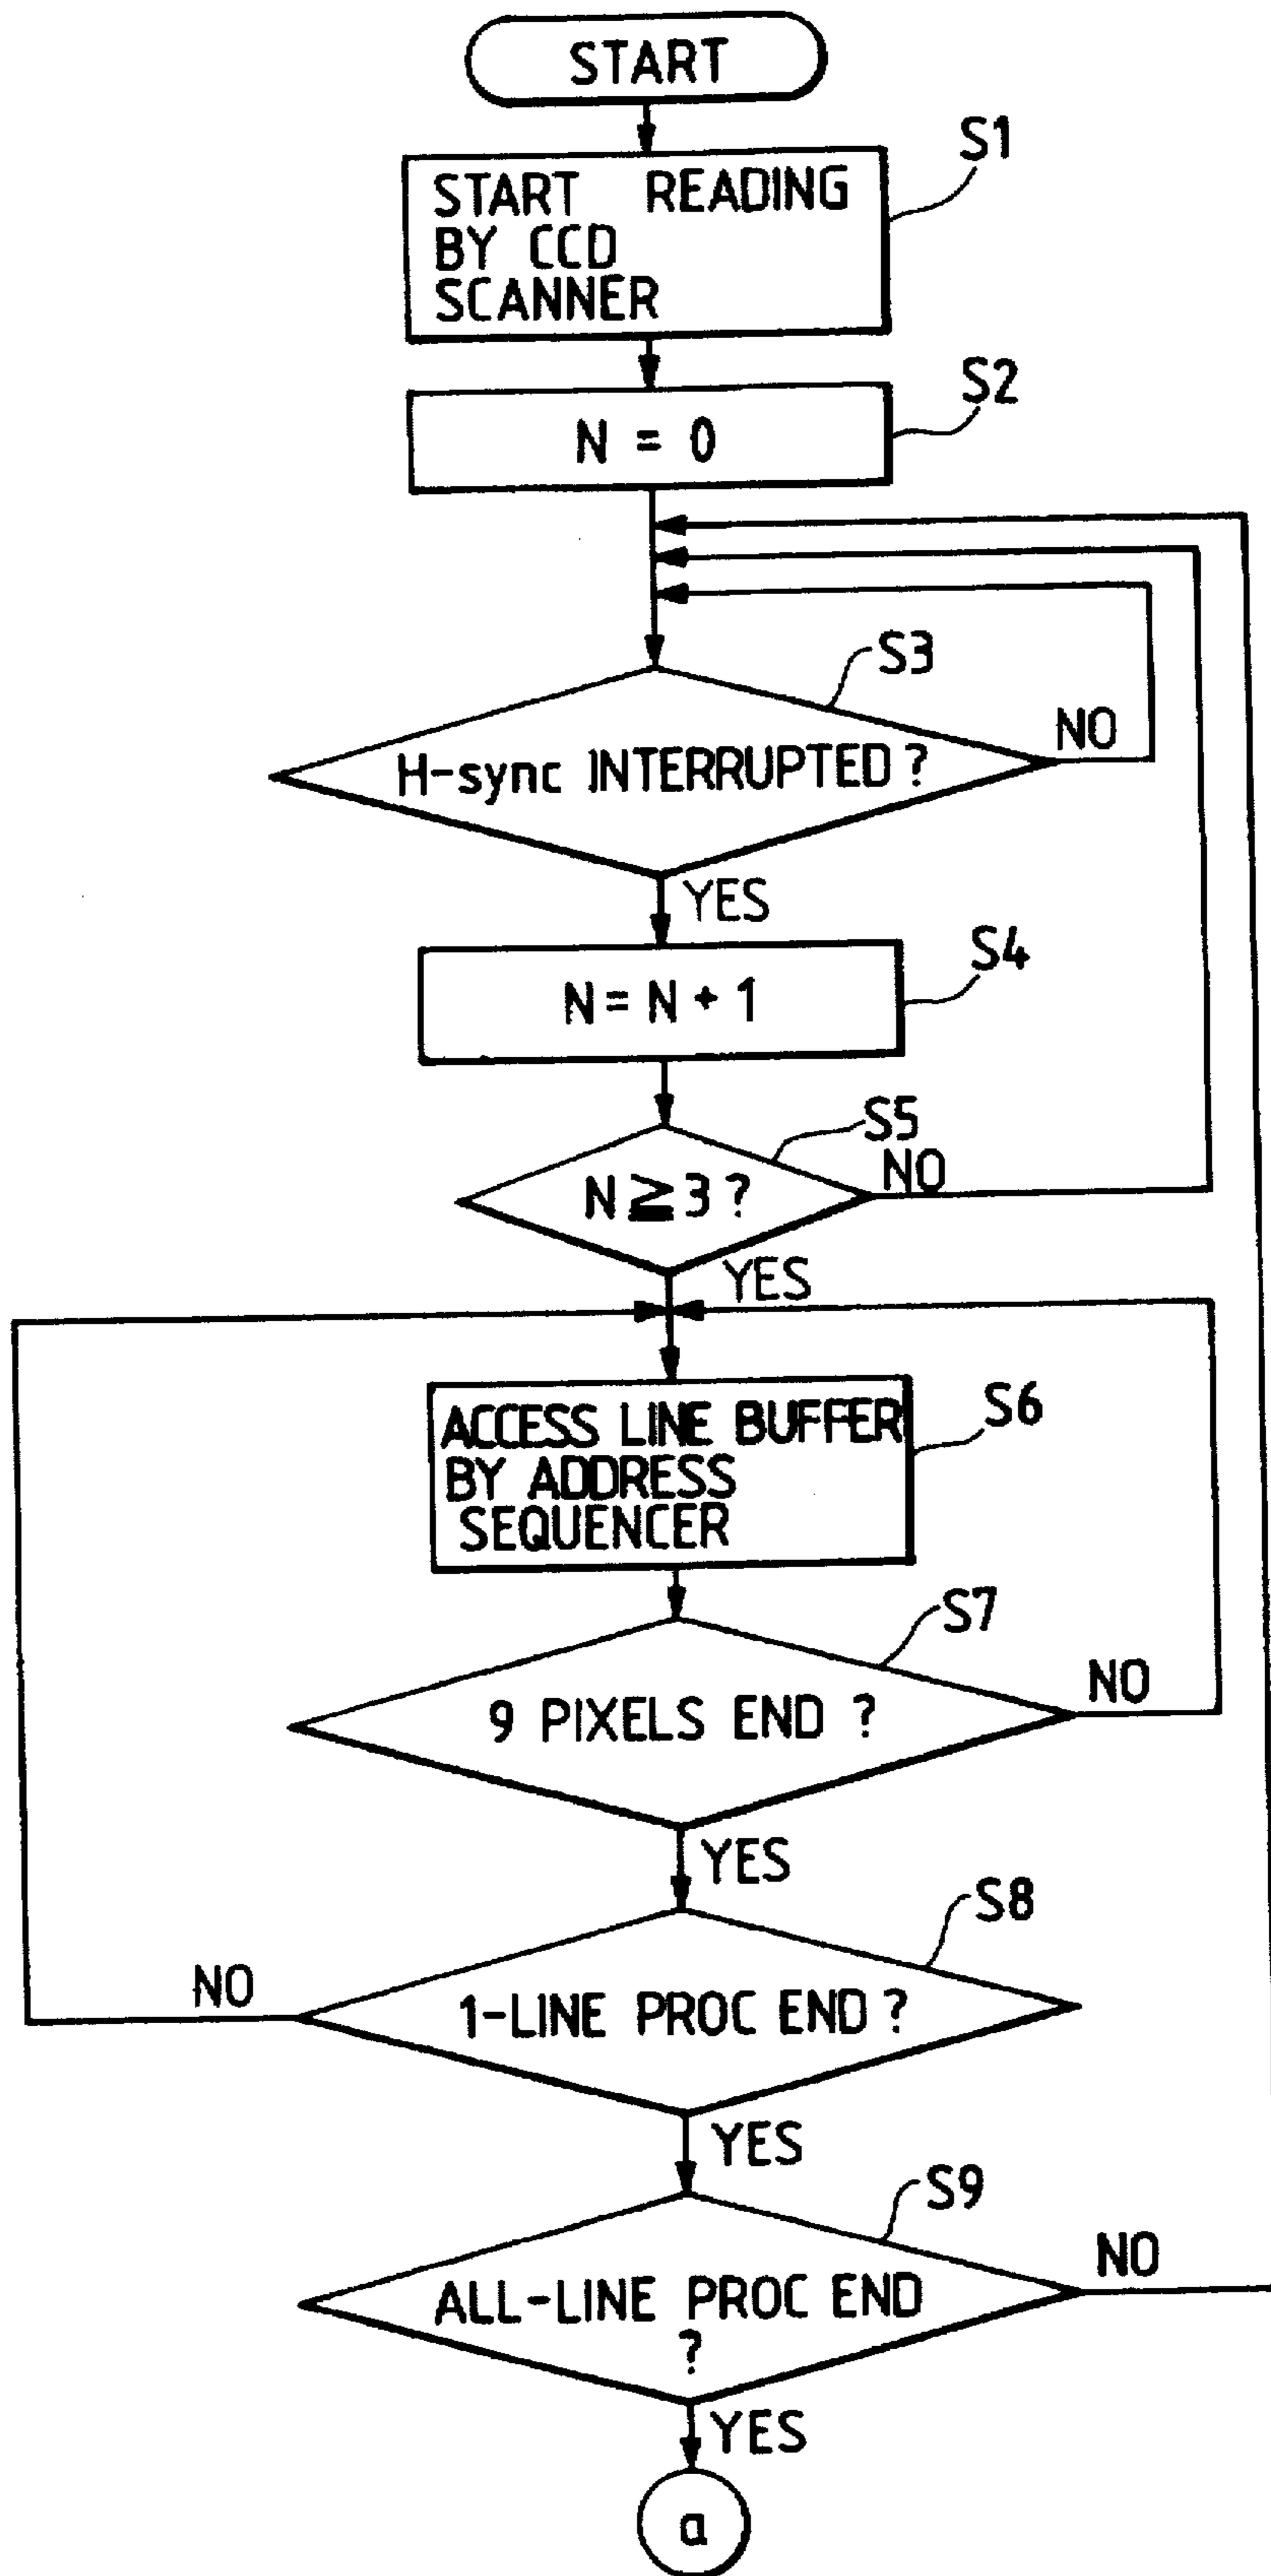 START
S1
START READING
BY CCD
SCANNER
S2
N = 0
S3
H-sync INTERRUPTED ?
NO
YES
S4
N = N + 1
S5
N ≧ 3 ?
NO
YES
S6
ACCESS LINE BUFFER
BY ADDRESS
SEQUENCER
S7
9 PIXELS END ?
NO
YES
S8
1-LINE PROC END ?
NO
YES
S9
ALL-LINE PROC END
?
NO
YES
a